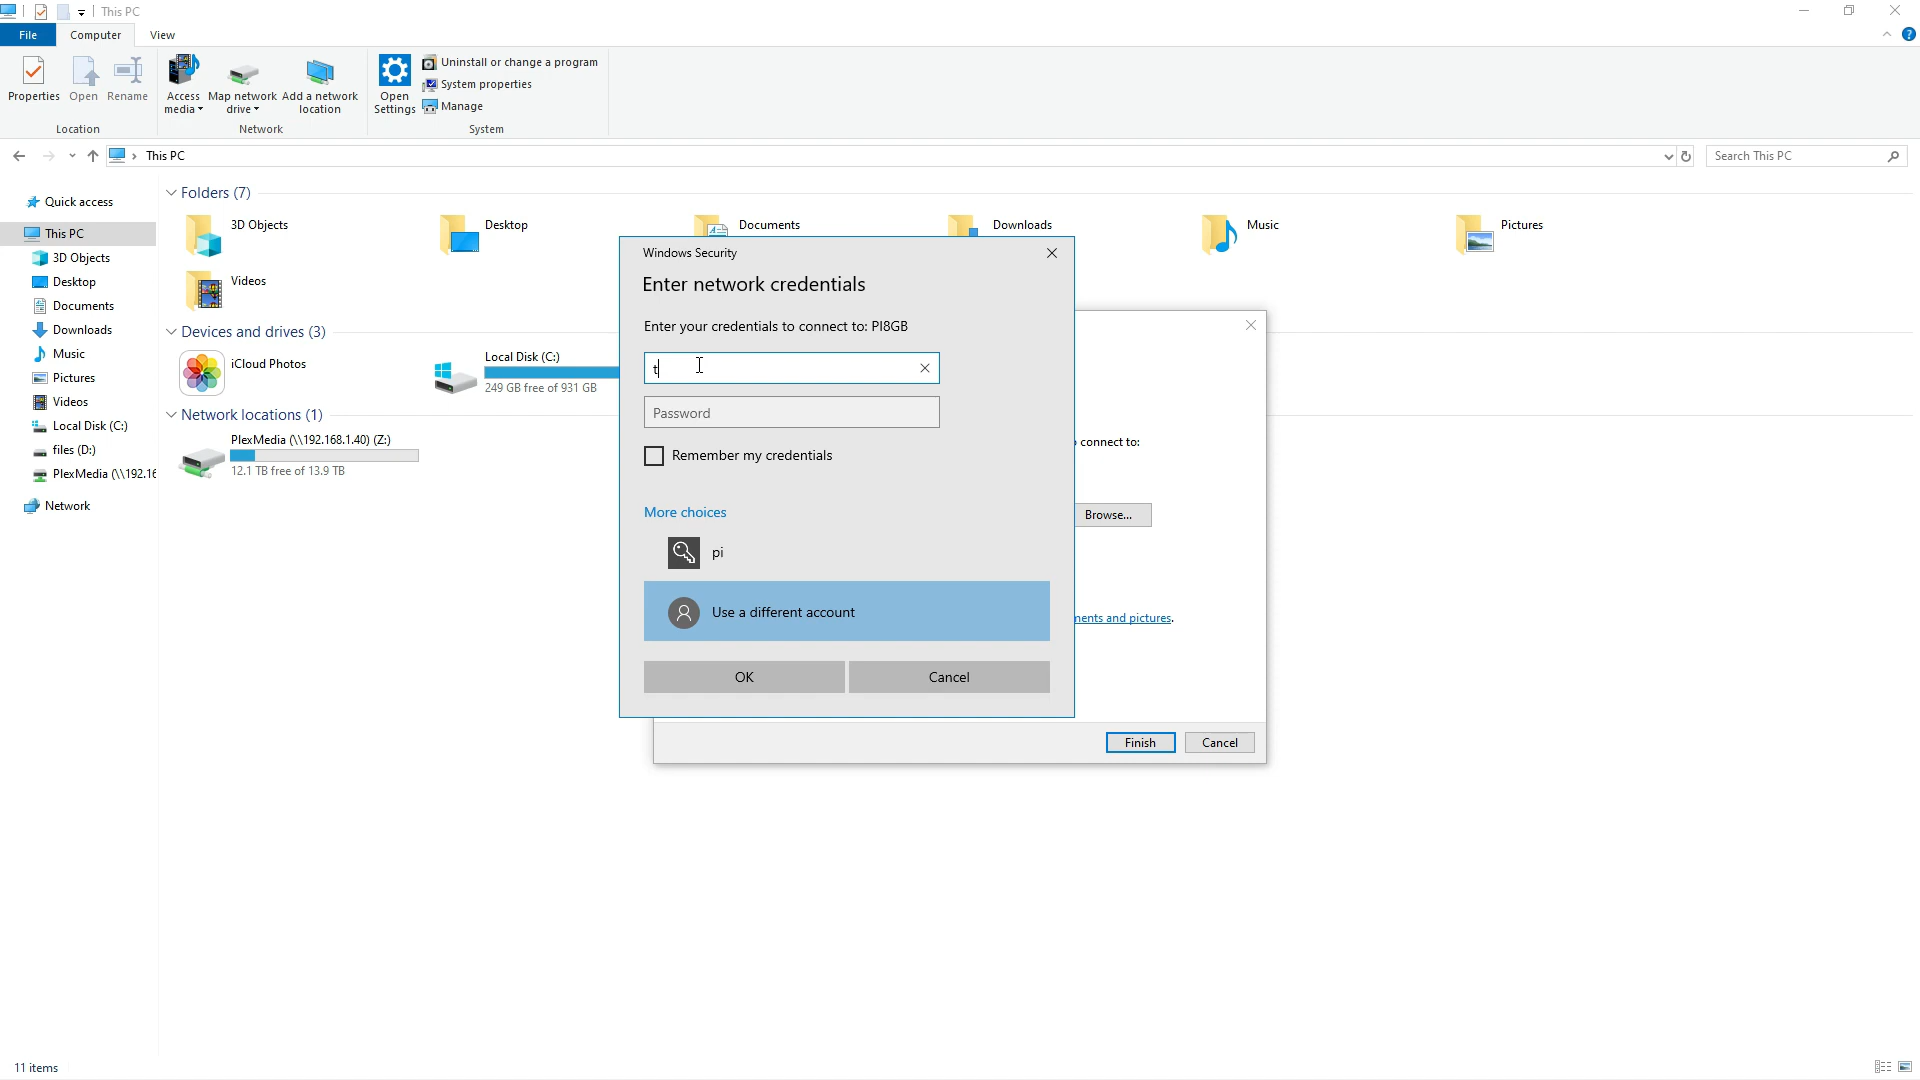 This PC
File
Computer
View
Properties
Open
Rename
Access media
Map network drive
Add a network location
Open Settings
Uninstall or change a program
System properties
Manage
Location
Network
System
This PC
Search This PC
Quick access
This PC
3D Objects
Desktop
Documents
Downloads
Music
Pictures
Videos
Local Disk (C:)
files (D:)
PlexMedia (\\192.16
Network
Folders (7)
3D Objects
Desktop
Documents
Downloads
Music
Pictures
Videos
Devices and drives (3)
iCloud Photos
Local Disk (C:)
249 GB free of 931 GB
Network locations (1)
PlexMedia (\\192.168.1.40) (Z:)
12.1 TB free of 13.9 TB
Windows Security
Enter network credentials
Enter your credentials to connect to: PI8GB
t
Password
Remember my credentials
More choices
pi
Use a different account
OK
Cancel
connect to:
Browse...
ments and pictures.
Finish
Cancel
11 items